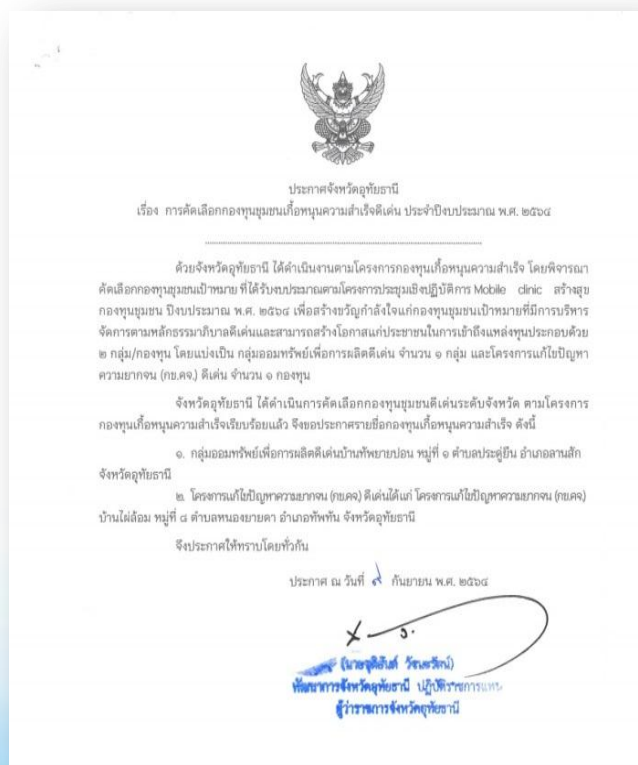 ประกาศจังหวัดอุทัยธานี
เรื่อง การคัดเลือกกองทุนชุมชนเกื้อหนุนความสำเร็จดีเด่น ประจำปีงบประมาณ พ.ศ. ๒๕๖๔
ด้วยจังหวัดอุทัยธานี ได้ดำเนินงานตามโครงการกองทุนเกื้อหนุนความสำเร็จ โดยพิจารณา
คัดเลือกกองทุนชุมชนเป้าหมาย ที่ได้รับงบประมาณตามโครงการประชุมเชิงปฏิบัติการ Mobile clinic สร้างสุข
กองทุนชุมชน ปีงบประมาณ พ.ศ. ๒๕๖๔ เพื่อสร้างขวัญกำลังใจแก่กองทุนชุมชนเป้าหมายที่มีการบริหาร
จัดการตามหลักธรรมาภิบาลดีเด่นและสามารถสร้างโอกาสแก่ประชาชนในการเข้าถึงแหล่งทุนประกอบด้วย
๒ กลุ่ม/กองทุน โดยแบ่งเป็น กลุ่มออมทรัพย์เพื่อการผลิตดีเด่น จำนวน ๑ กลุ่ม และโครงการแก้ไขปัญหา
ความยากจน (กข.คจ.) ดีเด่น จำนวน ๑ กองทุน
จังหวัดอุทัยธานี ได้ดำเนินการคัดเลือกกองทุนชุมชนดีเด่นระดับจังหวัด ตามโครงการ
กองทุนเกื้อหนุนความสำเร็จเรียบร้อยแล้ว จึงขอประกาศรายชื่อกองทุนเกื้อหนุนความสำเร็จ ดังนี้
๑. กลุ่มออมทรัพย์เพื่อการผลิตดีเด่นบ้านทัพยายปอน หมู่ที่ ๑ ตำบลประดู่ยืน อำเภอลานสัก
จังหวัดอุทัยธานี
๒. โครงการแก้ไขปัญหาความยากจน (กข.คจ) ดีเด่นได้แก่ โครงการแก้ไขปัญหาความยากจน (กข.คจ)
บ้านไผ่ล้อม หมู่ที่ ๘ ตำบลหนองยายดา อำเภอทัพทัน จังหวัดอุทัยธานี
จึงประกาศให้ทราบโดยทั่วกัน
ประกาศ ณ วันที่ ๙ กันยายน พ.ศ. ๒๕๖๔
พัฒนาการจังหวัดอุทัยธานี ปฏิบัติราชการแทน
ผู้ว่าราชการจังหวัดอุทัยธานี